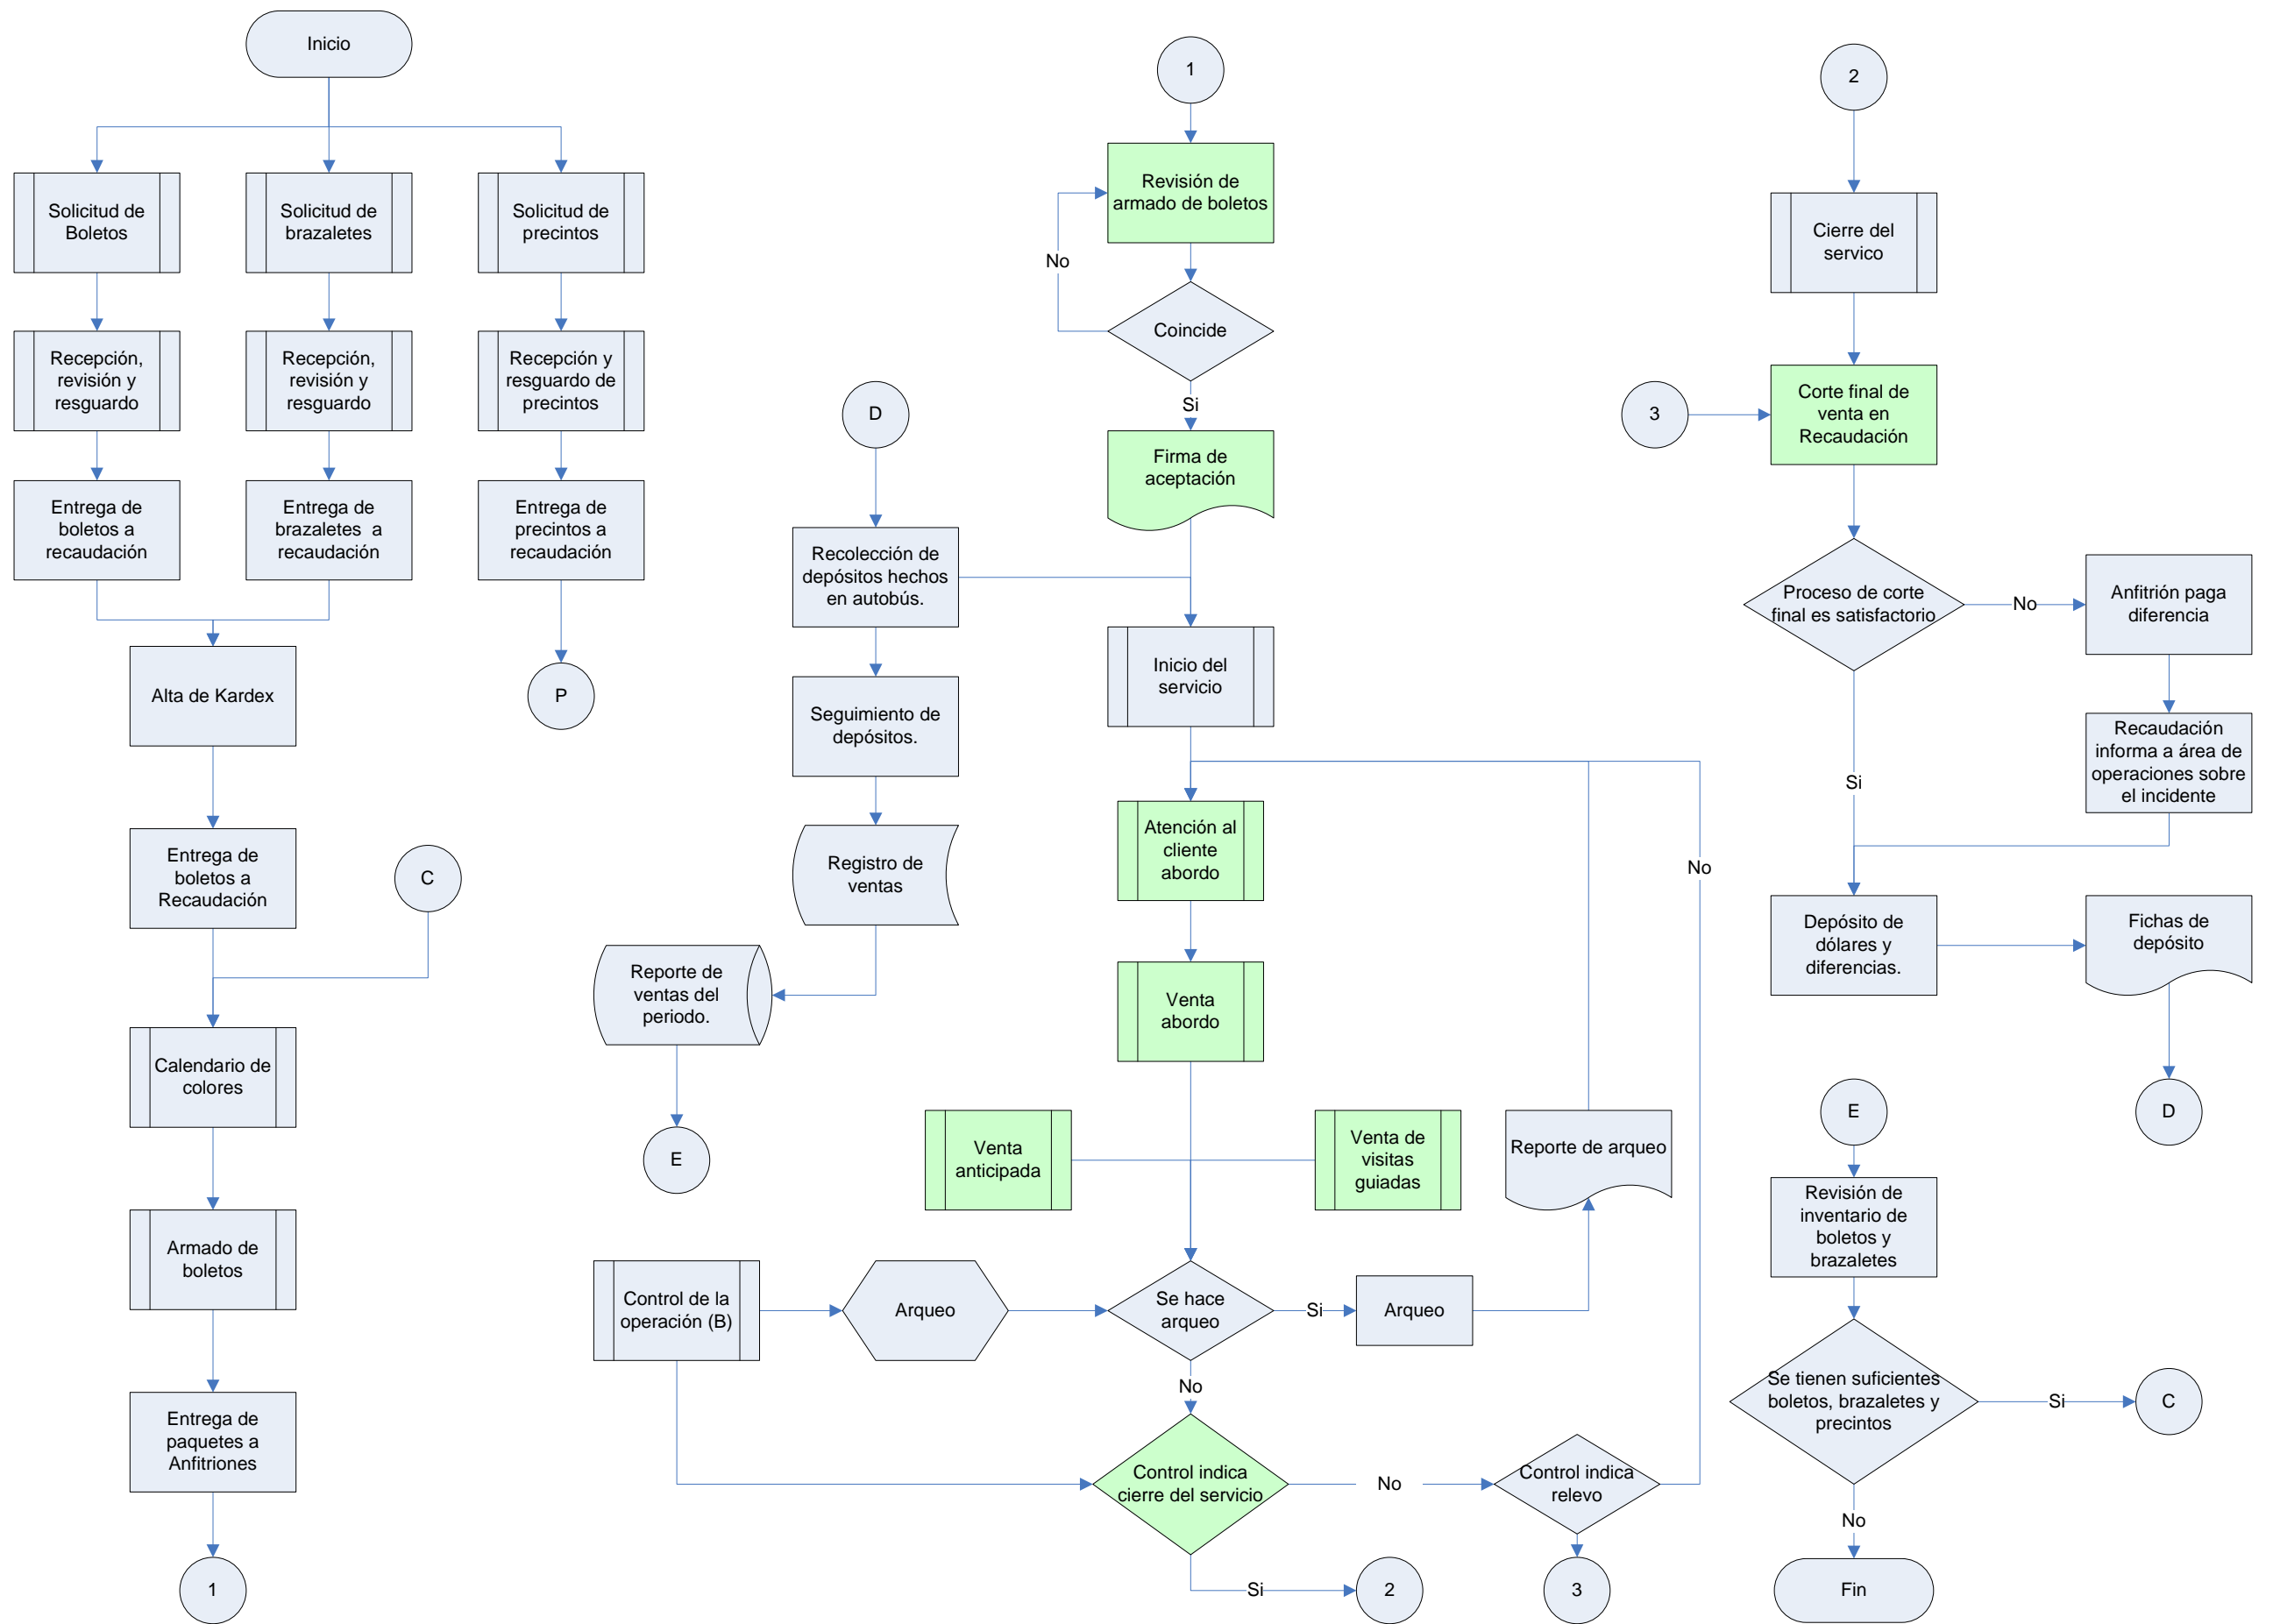 Inicio
Solicitud de
Boletos
Solicitud de
brazaletes
Solicitud de
precintos
Recepción,
revisión y
resguardo
Recepción,
revisión y
resguardo
Recepción y
resguardo de
precintos
Entrega de
boletos a
recaudación
Entrega de
brazaletes  a
recaudación
Entrega de
precintos a
recaudación
Alta de Kardex
P
Entrega de
boletos a
Recaudación
C
Calendario de
colores
Armado de
boletos
Entrega de
paquetes a
Anfitriones
1
1
Revisión de
armado de boletos
No
Coincide
Si
D
Firma de
aceptación
Recolección de
depósitos hechos
en autobús.
Inicio del
servicio
Seguimiento de
depósitos.
Atención al
cliente
abordo
Registro de
ventas
No
Reporte de
ventas del
periodo.
Venta
abordo
E
Venta
anticipada
Venta de
visitas
guiadas
Reporte de arqueo
Control de la
operación (B)
Arqueo
Se hace
arqueo
Si
Arqueo
No
Control indica
cierre del servicio
No
Control indica
relevo
Si
2
3
2
Cierre del
servico
3
Corte final de
venta en
Recaudación
Proceso de corte
final es satisfactorio
No
Anfitrión paga
diferencia
Si
Recaudación
informa a área de
operaciones sobre
el incidente
Depósito de
dólares y
diferencias.
Fichas de
depósito
E
D
Revisión de
inventario de
boletos y
brazaletes
Se tienen suficientes
boletos, brazaletes y
precintos
Si
C
No
Fin